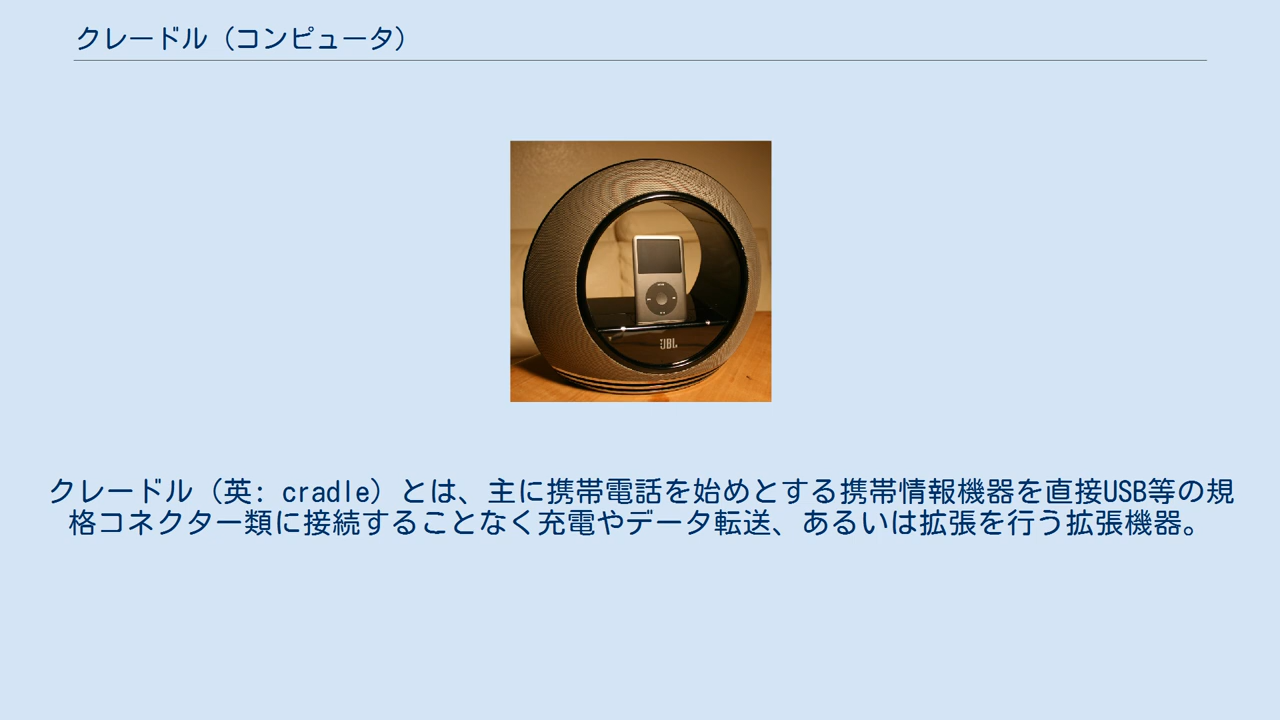 クレードル（コンピュータ）
JBL
クレードル（英: cradle）とは、主に携帯電話を始めとする携帯情報機器を直接USB等の規
格コネクター類に接続することなく充電やデータ転送、あるいは拡張を行う拡張機器。